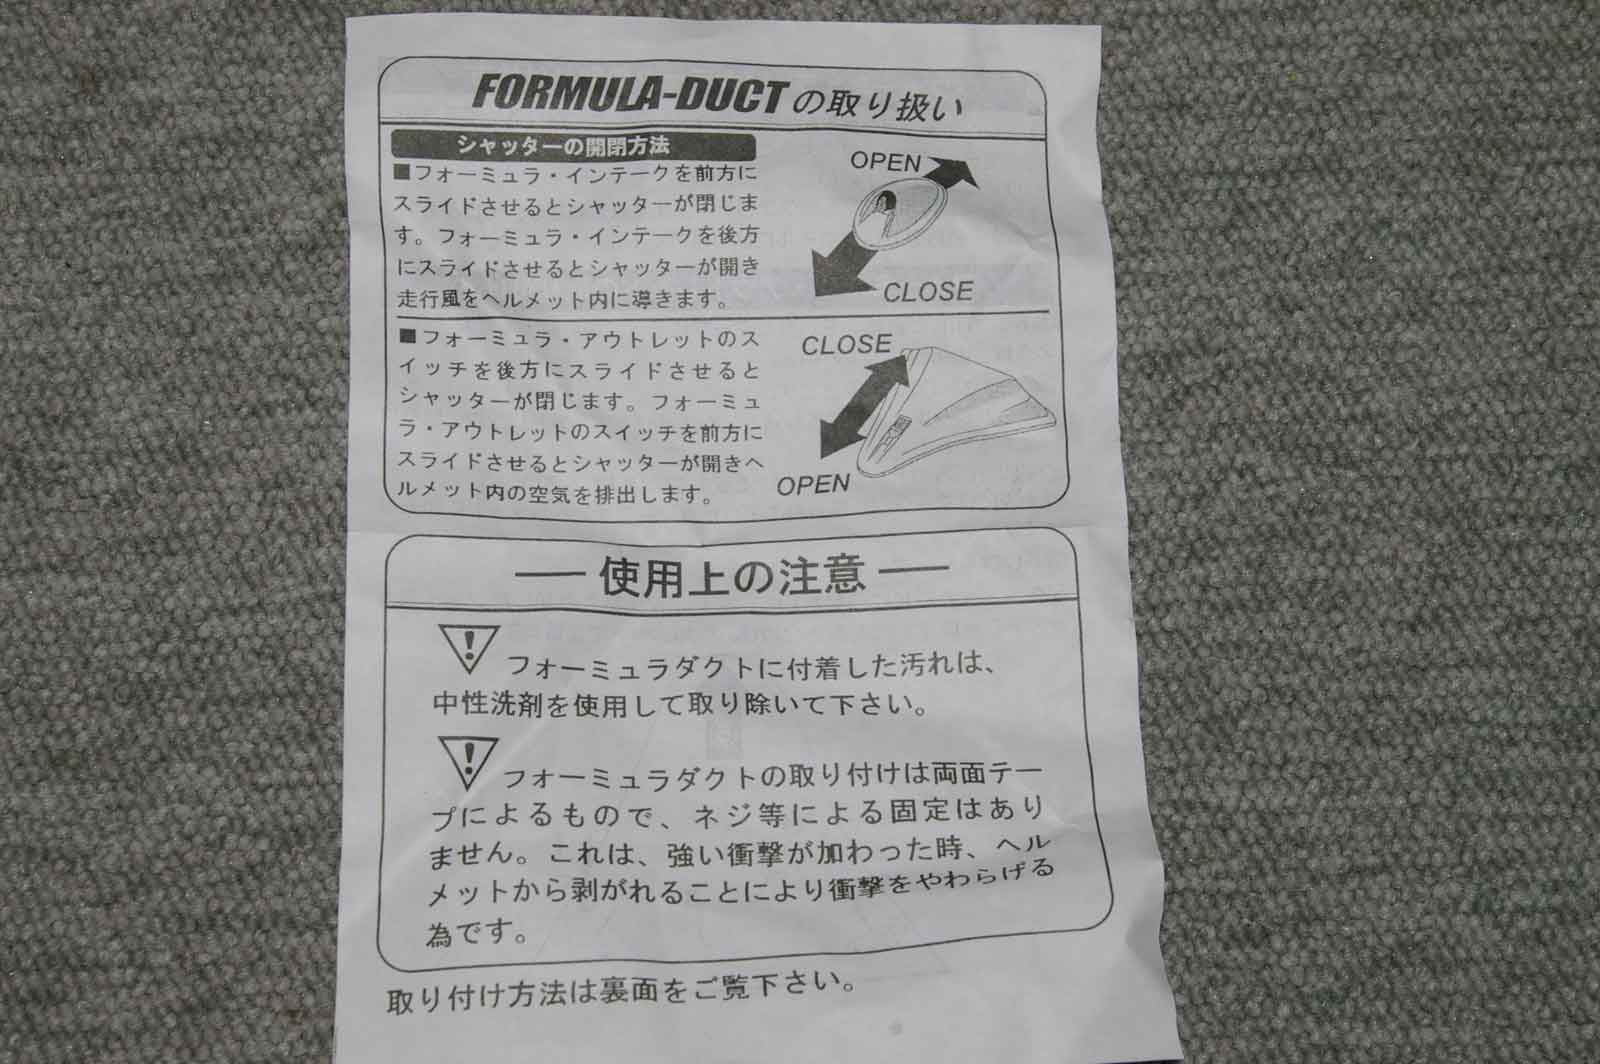 FORMULA-DUCTの取り扱い
シャッターの開閉方法
■フォーミュラ・インテークを前方に
スライドさせるとシャッターが閉じま
す。フォーミュラ・インテークを後方
にスライドさせるとシャッターが開き
走行風をヘルメット内に導きます。
OPEN
CLOSE
■フォーミュラ・アウトレットのス
イッチを後方にスライドさせると
シャッターが閉じます。フォーミュ
ラ・アウトレットのスイッチを前方に
スライドさせるとシャッターが開きヘ
ルメット内の空気を排出します。
CLOSE
OPEN
使用上の注意
フォーミュラダクトに付着した汚れは、
中性洗剤を使用して取り除いて下さい。
フォーミュラダクトの取り付けは両面テー
プによるもので、ネジ等による固定はあり
ません。これは、強い衝撃が加わった時、ヘル
メットから剥がれることにより衝撃をやわらげる
為です。
取り付け方法は裏面をご覧下さい。